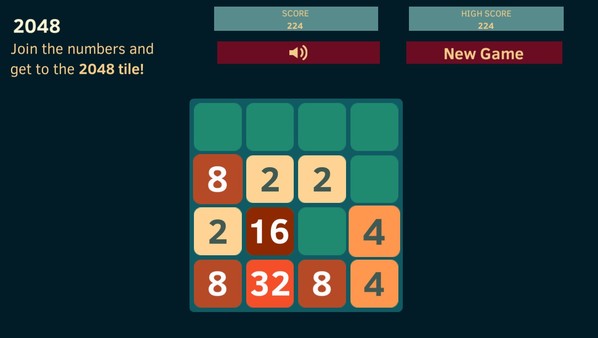 2048
Join the numbers and
get to the 2048 tile!
SCORE
224
HIGH SCORE
224
New Game
8 2 2
2 16 4
8 32 8 4